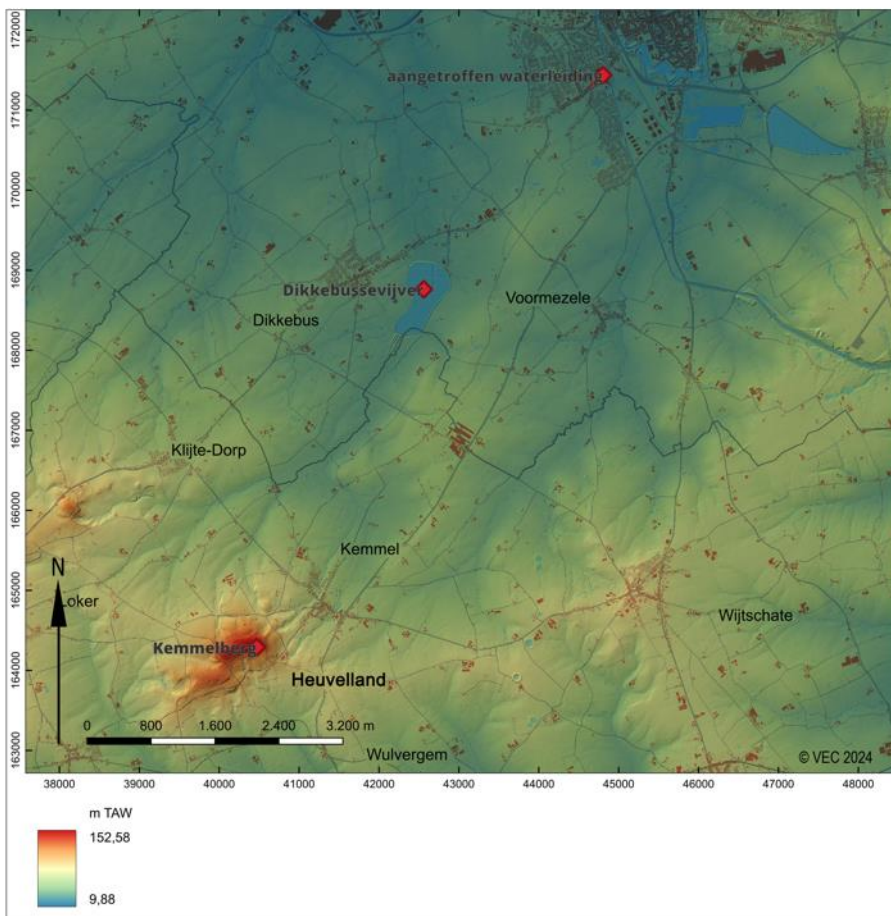 172000
171000
170000
169000
168000
167000
166000
165000
164000
163000
aangetroffen waterleiding
Dikkebussevijver
Voormezele
Dikkebus
Klijte-Dorp
Kemmel
N
Loker
Wijtschate
Kemmelberg
Heuvelland
0 800 1.600 2.400 3.200 m
Wulvergem
© VEC 2024
38000 39000 40000 41000 42000 43000 44000 45000 46000 47000 48000
m TAW
152,58
9,88